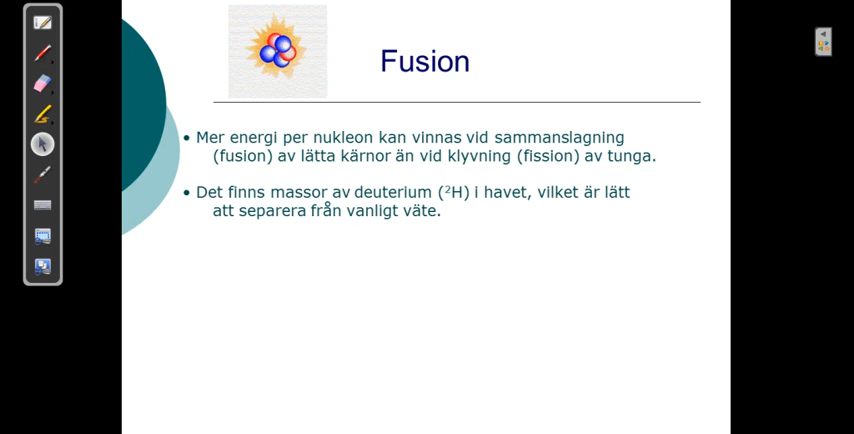 Fusion
• Mer energi per nukleon kan vinnas vid sammanslagning
(fusion) av lätta kärnor än vid klyvning (fission) av tunga.
• Det finns massor av deuterium (²H) i havet, vilket är lätt
att separera från vanligt väte.